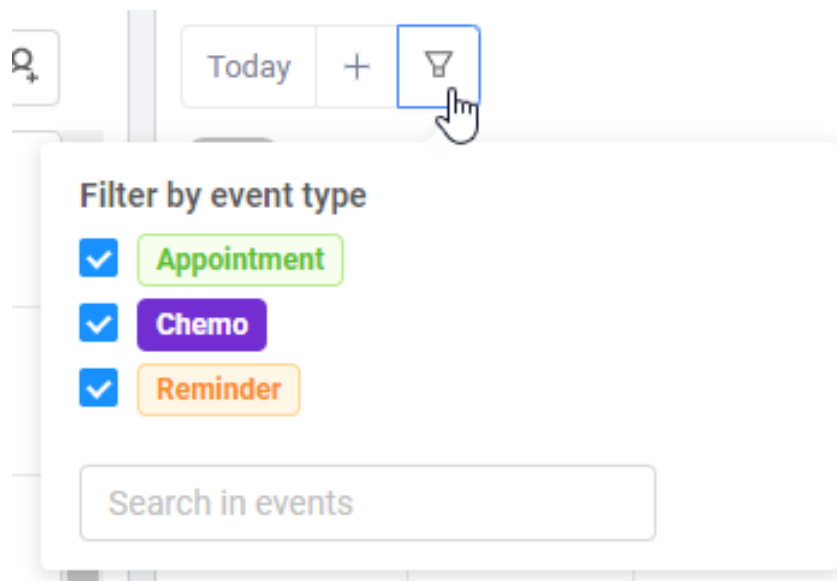 Today
Filter by event type
Appointment
Chemo
Reminder
Search in events